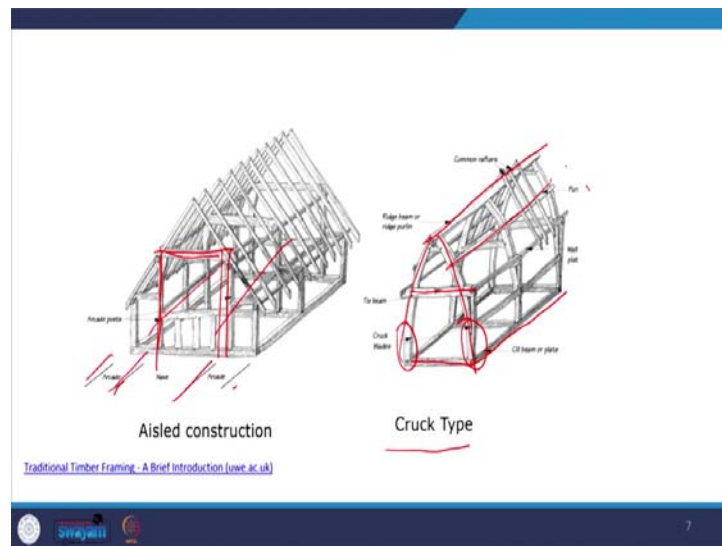 Common rafters
Purlin
Ridge beam or
ridge purlin
Wall
plat
Tie beam
Arcade posts
Cruck
blades
Cill beam or plate
Arcade
Nave
Arcade
Aisled construction
Cruck Type
Traditional Timber Framing - A Brief Introduction (uwe.ac.uk)
swayam
7